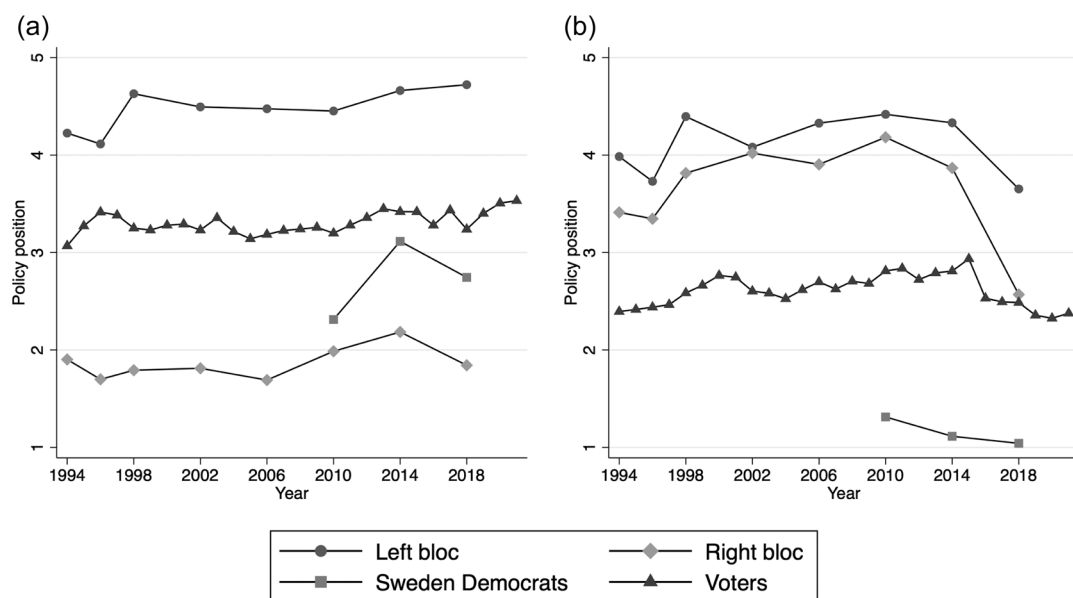 (a) (b)
5 5
4 4
3 3
2 2
1 1
Policy position Policy position
1994 1998 2002 2006 2010 2014 2018 1994 1998 2002 2006 2010 2014 2018
Year Year
Left bloc Right bloc
Sweden Democrats Voters